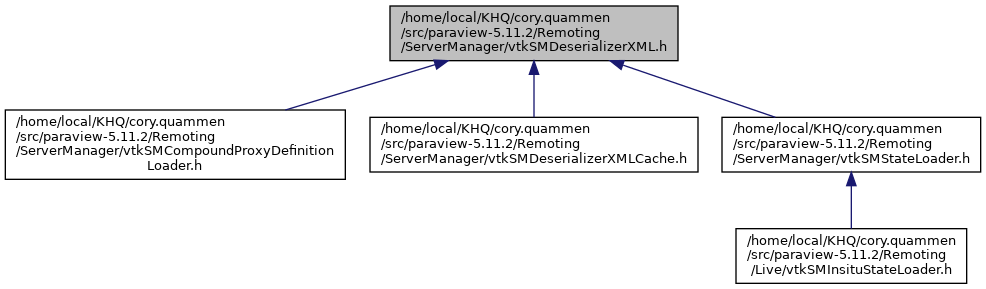 /home/local/KHQ/cory.quammen
/src/paraview-5.11.2/Remoting
/ServerManager/vtkSMDeserializerXML.h
/home/local/KHQ/cory.quammen
/src/paraview-5.11.2/Remoting
/ServerManager/vtkSMCompoundProxyDefinition
Loader.h
/home/local/KHQ/cory.quammen
/src/paraview-5.11.2/Remoting
/ServerManager/vtkSMDeserializerXMLCache.h
/home/local/KHQ/cory.quammen
/src/paraview-5.11.2/Remoting
/ServerManager/vtkSMStateLoader.h
/home/local/KHQ/cory.quammen
/src/paraview-5.11.2/Remoting
/Live/vtkSMInsituStateLoader.h